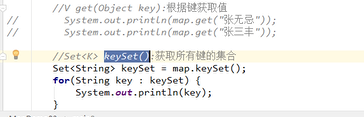 //V get(Object key):根据键获取值
// System.out.println(map.get("张无忌"));
// System.out.println(map.get("张三丰"));
//Set<K> keySet():获取所有键的集合
Set<String> keySet = map.keySet();
for(String key : keySet) {
System.out.println(key);
}